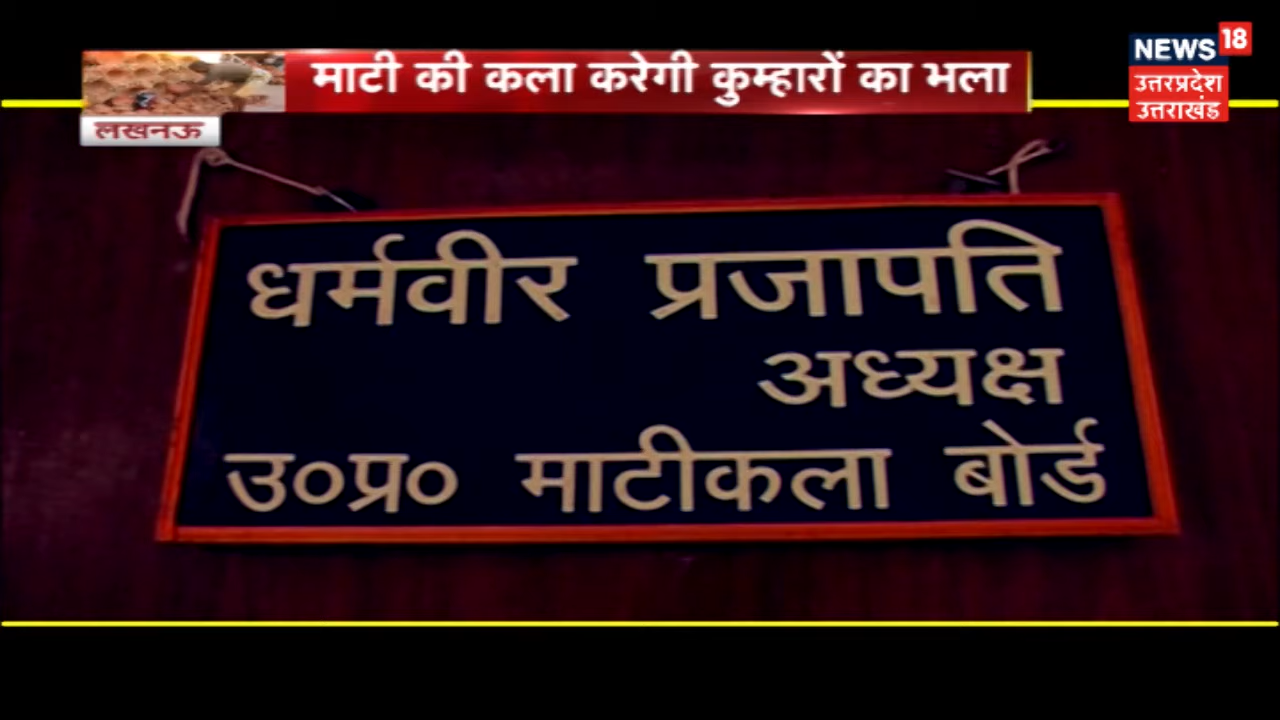 माटी की कला करेगी कुम्हारों का भला
NEWS 18
उत्तरप्रदेश
उत्तराखंड
लखनऊ
धर्मवीर प्रजापति
अध्यक्ष
उ०प्र० माटीकला बोर्ड